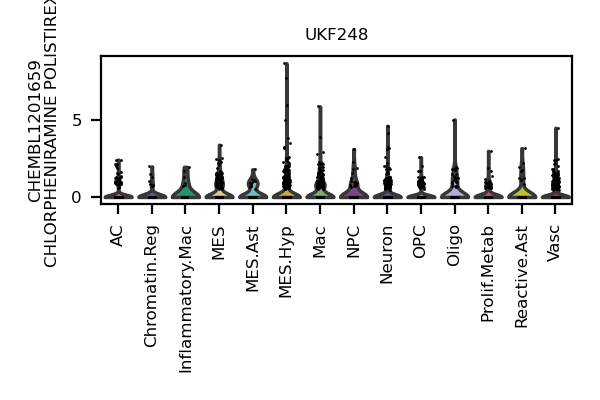 UKF248
CHEMBL1201659
CHLORPHENIRAMINE POLISTIREX
5
0
AC
Chromatin.Reg
Inflammatory.Mac
MES
MES.Ast
MES.Hyp
Mac
NPC
Neuron
OPC
Oligo
Prolif.Metab
Reactive.Ast
Vasc